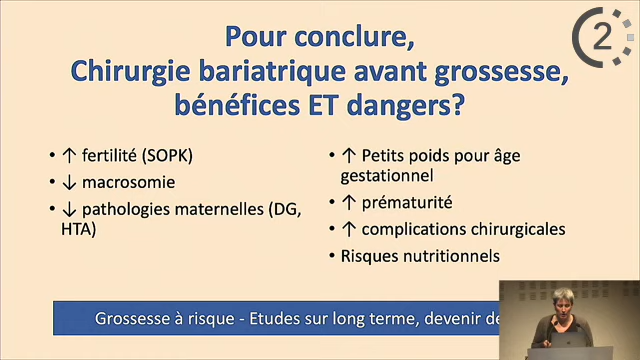 Pour conclure,
Chirurgie bariatrique avant grossesse,
bénéfices ET dangers?
2
• ↑ fertilité (SOPK)
• ↓ macrosomie
• ↓ pathologies maternelles (DG,
HTA)
• ↑ Petits poids pour âge
gestationnel
• ↑ prématurité
• ↑ complications chirurgicales
• Risques nutritionnels
Grossesse à risque - Etudes sur long terme, devenir